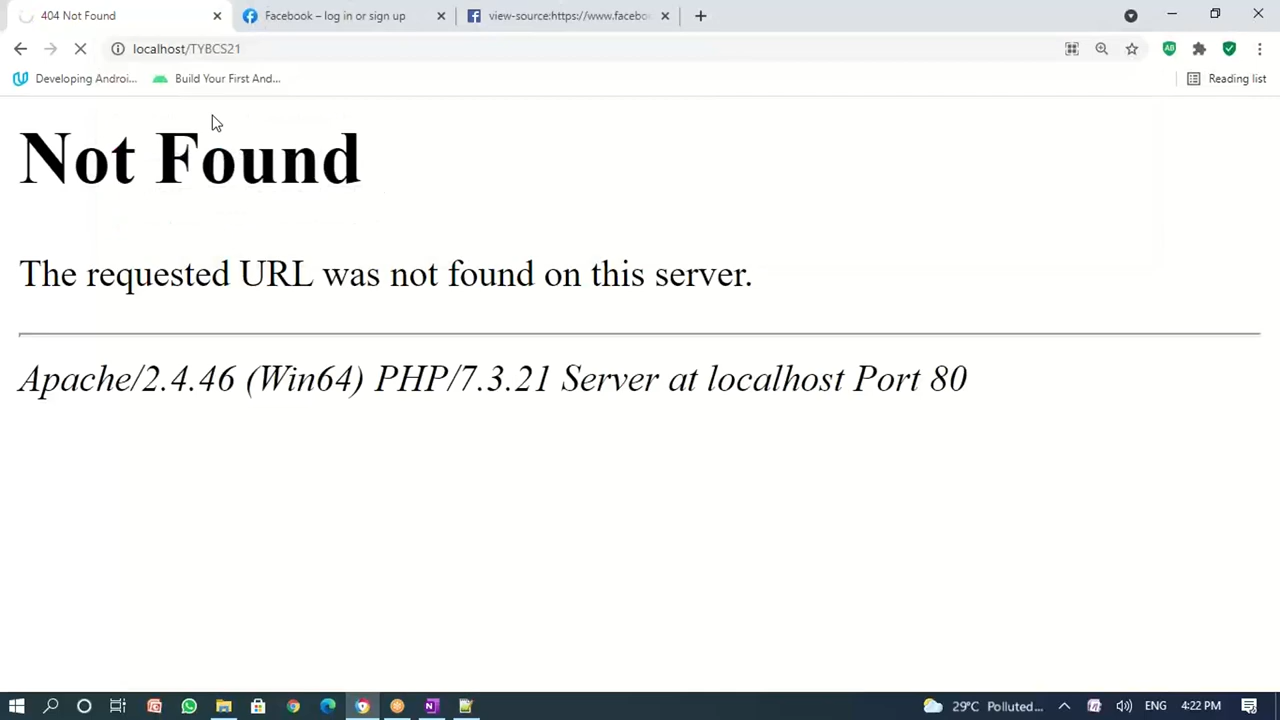 404 Not Found
Facebook – log in or sign up
view-source:https://www.facebo
localhost/TYBCS21
AB
Developing Androi...
Build Your First And...
Reading list
Not Found
The requested URL was not found on this server.
Apache/2.4.46 (Win64) PHP/7.3.21 Server at localhost Port 80
29°C Polluted...
ENG
4:22 PM